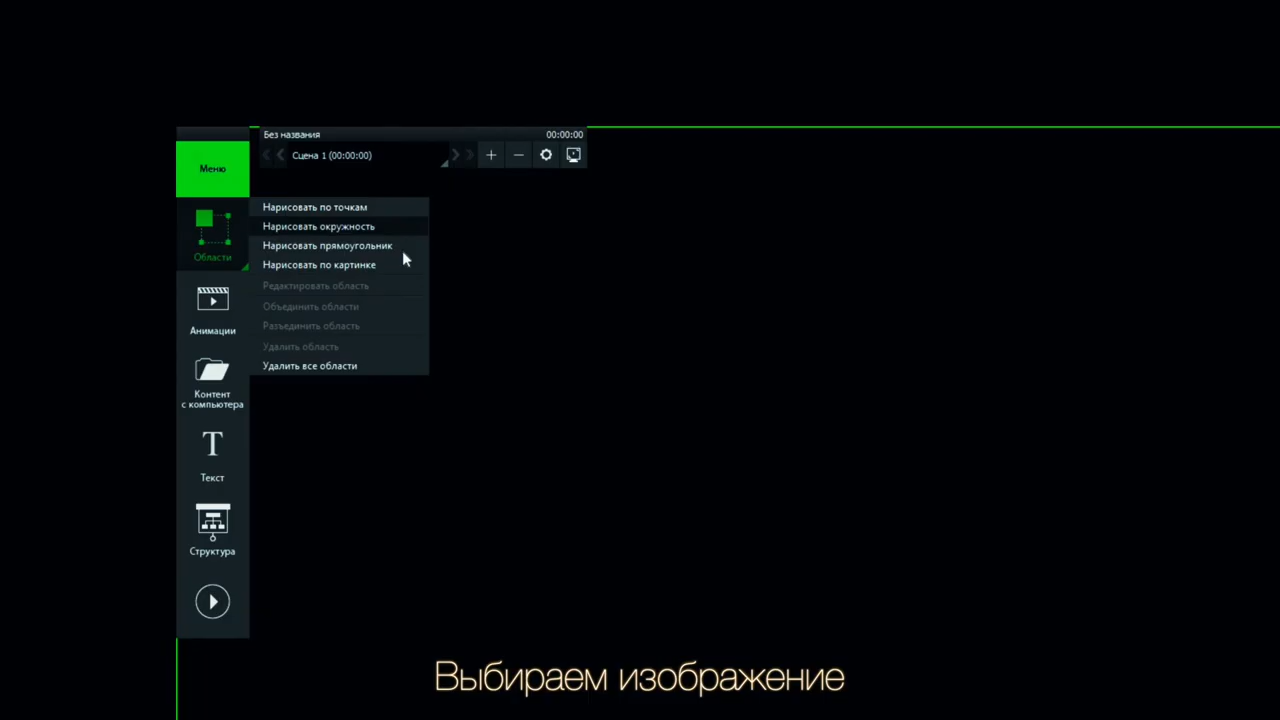 Без названия
00:00:00
Меню
Сцена 1 (00:00:00)
Нарисовать по точкам
Нарисовать окружность
Нарисовать прямоугольник
Нарисовать по картинке
Редактировать область
Объединить области
Разъединить область
Удалить область
Удалить все области
Области
Анимации
Контент
с компьютера
T
Текст
Структура
Выбираем изображение